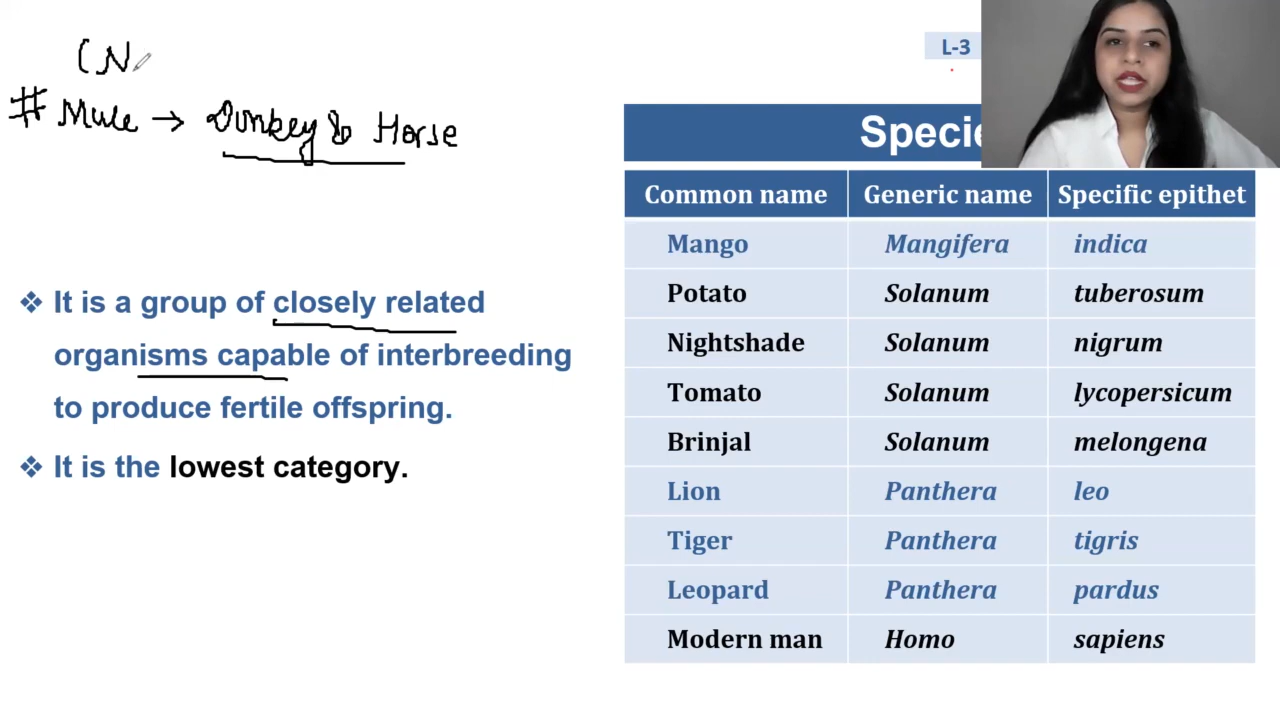 (N
# Mule → Donkey & Horse
L-3
Specie
Common name Generic name Specific epithet
Mango Mangifera indica
Potato Solanum tuberosum
Nightshade Solanum nigrum
Tomato Solanum lycopersicum
Brinjal Solanum melongena
Lion Panthera leo
Tiger Panthera tigris
Leopard Panthera pardus
Modern man Homo sapiens
❖ It is a group of closely related
organisms capable of interbreeding
to produce fertile offspring.
❖ It is the lowest category.